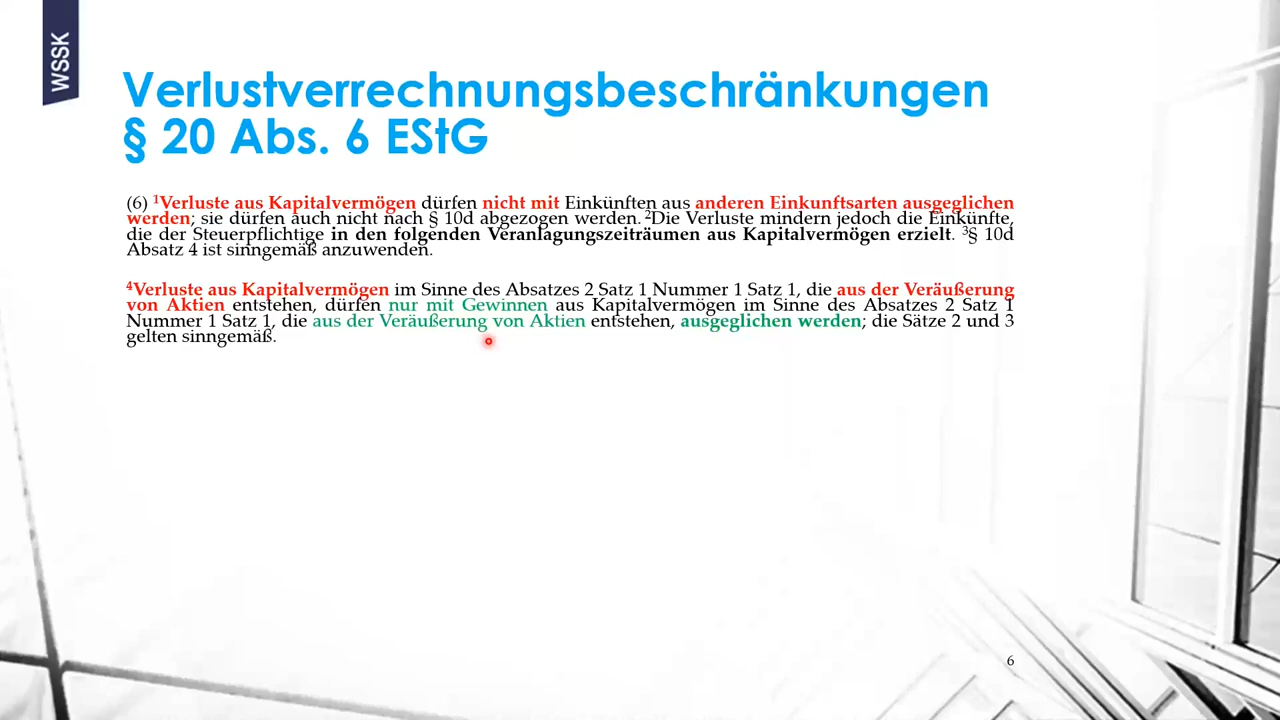 WSSK
Verlustverrechnungsbeschränkungen
§ 20 Abs. 6 EStG
(6) ¹Verluste aus Kapitalvermögen dürfen nicht mit Einkünften aus anderen Einkunftsarten ausgeglichen
werden; sie dürfen auch nicht nach § 10d abgezogen werden. ²Die Verluste mindern jedoch die Einkünfte,
die der Steuerpflichtige in den folgenden Veranlagungszeiträumen aus Kapitalvermögen erzielt. ³§ 10d
Absatz 4 ist sinngemäß anzuwenden.
⁴Verluste aus Kapitalvermögen im Sinne des Absatzes 2 Satz 1 Nummer 1 Satz 1, die aus der Veräußerung
von Aktien entstehen, dürfen nur mit Gewinnen aus Kapitalvermögen im Sinne des Absatzes 2 Satz 1
Nummer 1 Satz 1, die aus der Veräußerung von Aktien entstehen, ausgeglichen werden; die Sätze 2 und 3
gelten sinngemäß.
6